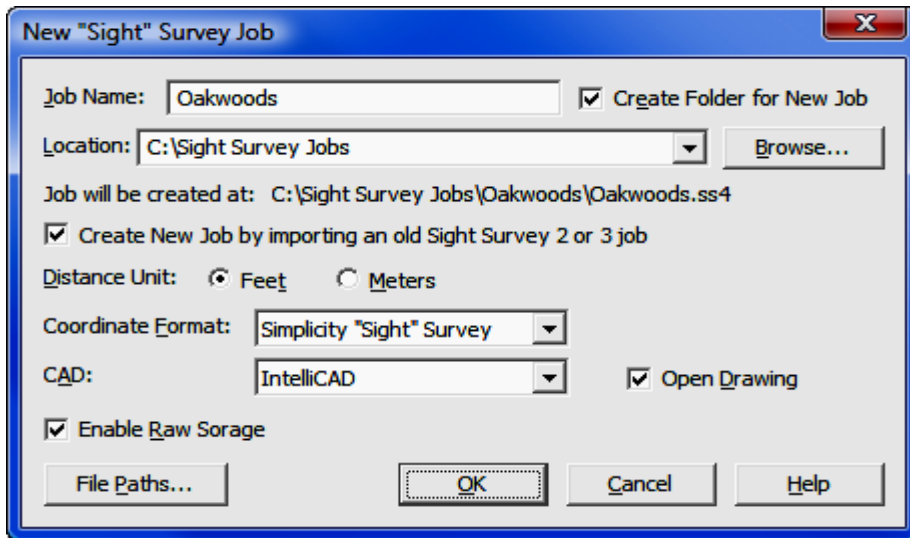 New "Sight" Survey Job
X
Job Name: Oakwoods Create Folder for New Job
Location: C:\Sight Survey Jobs Browse...
Job will be created at: C:\Sight Survey Jobs\Oakwoods\Oakwoods.ss4
Create New Job by importing an old Sight Survey 2 or 3 job
Distance Unit: Feet Meters
Coordinate Format: Simplicity "Sight" Survey
CAD: IntelliCAD Open Drawing
Enable Raw Sorage
File Paths... OK Cancel Help